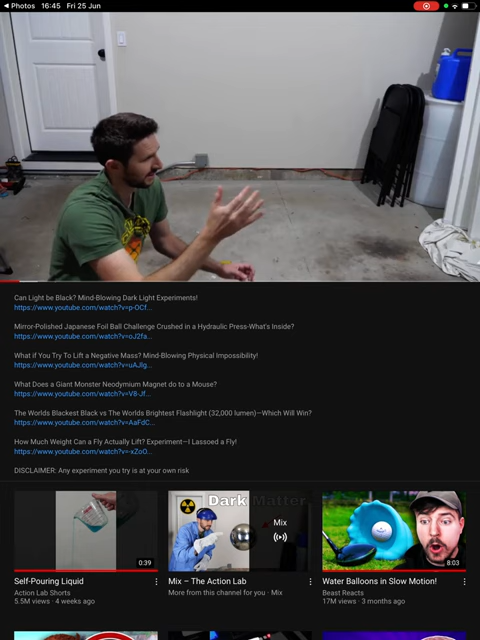 Photos 16:45 Fri 25 Jun
Can Light be Black? Mind-Blowing Dark Light Experiments!
https://www.youtube.com/watch?v=p-OCf...
Mirror-Polished Japanese Foil Ball Challenge Crushed in a Hydraulic Press-What's Inside?
https://www.youtube.com/watch?v=oJ2fa...
What if You Try To Lift a Negative Mass? Mind-Blowing Physical Impossibility!
https://www.youtube.com/watch?v=uAJlg...
What Does a Giant Monster Neodymium Magnet do to a Mouse?
https://www.youtube.com/watch?v=V8-Jf...
The Worlds Blackest Black vs The Worlds Brightest Flashlight (32,000 lumen)—Which Will Win?
https://www.youtube.com/watch?v=AaFdC...
How Much Weight Can a Fly Actually Lift? Experiment—I Lassoed a Fly!
https://www.youtube.com/watch?v=-xZoO...
DISCLAIMER: Any experiment you try is at your own risk
Dark Matter
Mix
0:39
8:03
Self-Pouring Liquid
Action Lab Shorts
5.5M views · 4 weeks ago
Mix – The Action Lab
More from this channel for you · Mix
Water Balloons in Slow Motion!
Beast Reacts
17M views · 3 months ago